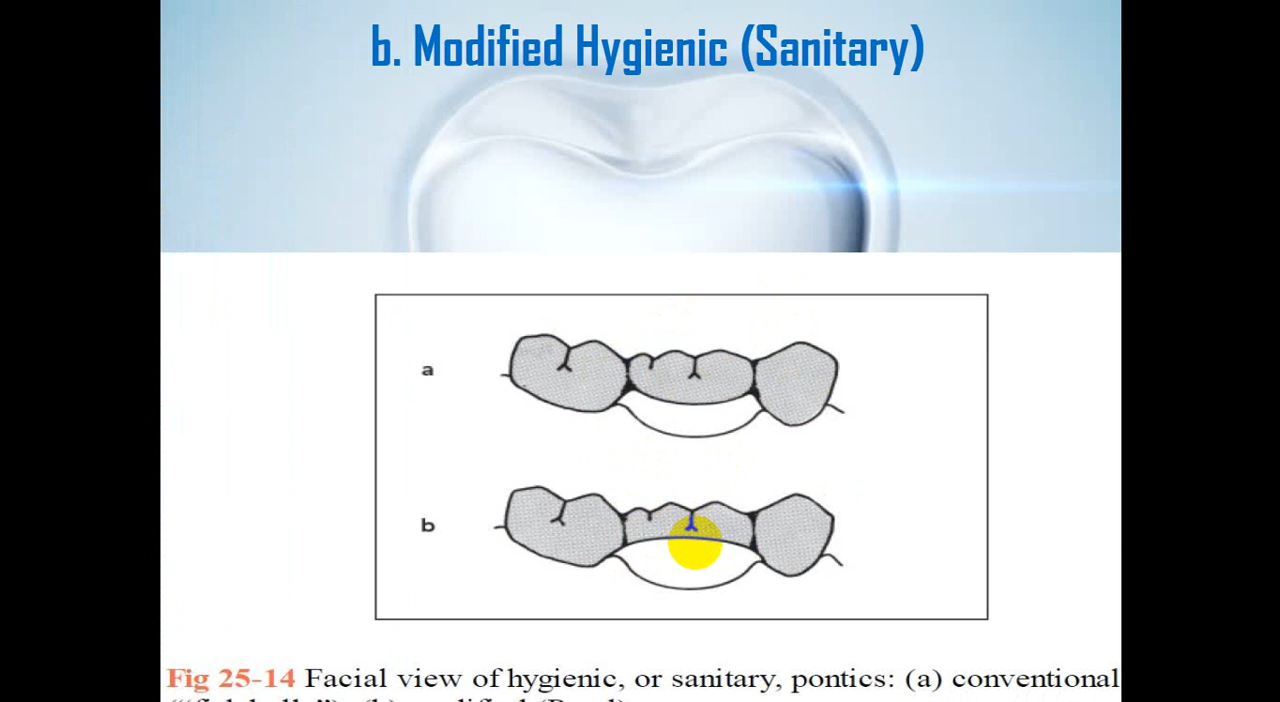 b. Modified Hygienic (Sanitary)
a
b
Fig 25-14 Facial view of hygienic, or sanitary, pontics: (a) conventional